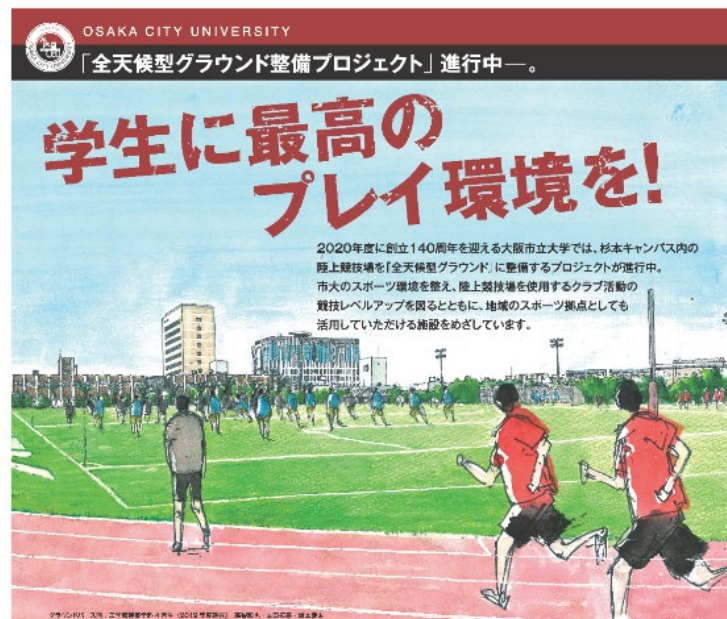 OSAKA CITY UNIVERSITY
「全天候型グラウンド整備プロジェクト」進行中―。
学生に最高の
プレイ環境を!
2020年度に創立140周年を迎える大阪市立大学では、杉本キャンパス内の
陸上競技場を「全天候型グラウンド」に整備するプロジェクトが進行中。
市大のスポーツ環境を整え、陸上競技場を使用するクラブ活動の
競技レベルアップを図るとともに、地域のスポーツ拠点としても
活用していただける施設をめざしています。